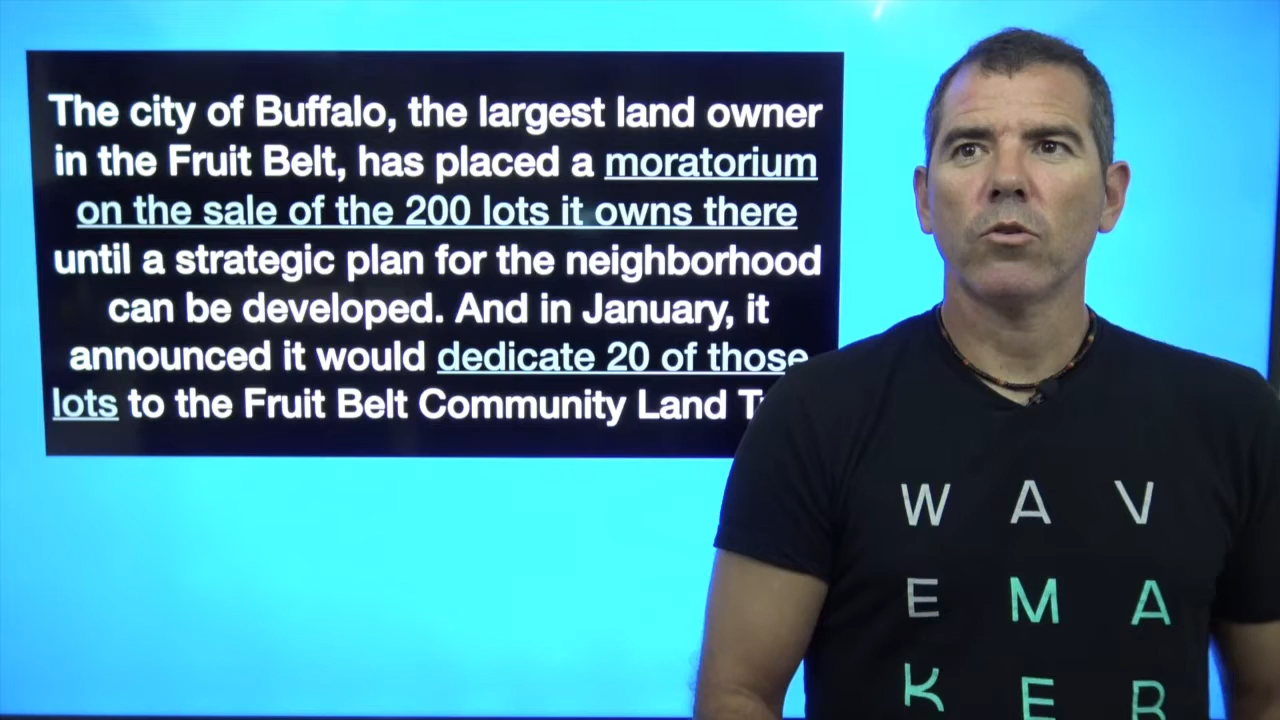 The city of Buffalo, the largest land owner
in the Fruit Belt, has placed a moratorium
on the sale of the 200 lots it owns there
until a strategic plan for the neighborhood
can be developed. And in January, it
announced it would dedicate 20 of those
lots to the Fruit Belt Community Land
W A V
E M A
K E R